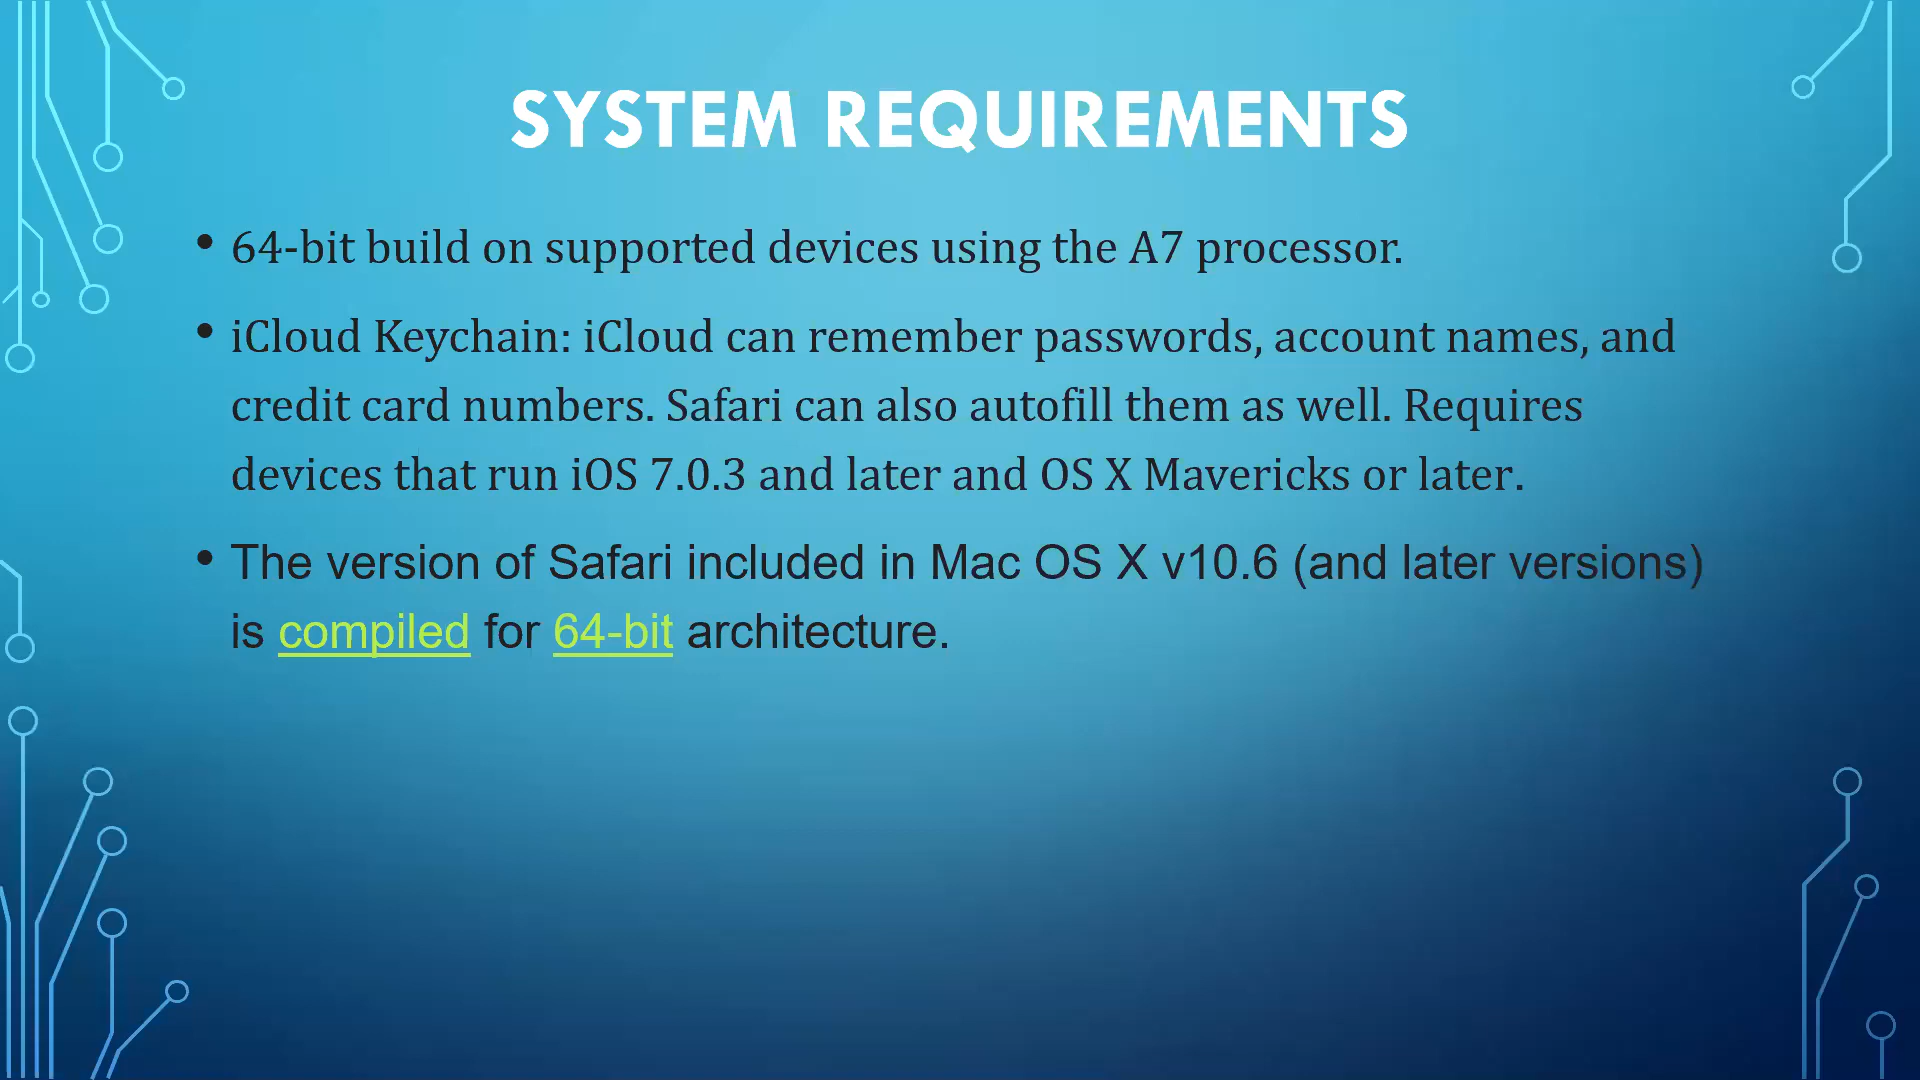 SYSTEM REQUIREMENTS
• 64-bit build on supported devices using the A7 processor.
• iCloud Keychain: iCloud can remember passwords, account names, and
credit card numbers. Safari can also autofill them as well. Requires
devices that run iOS 7.0.3 and later and OS X Mavericks or later.
• The version of Safari included in Mac OS X v10.6 (and later versions)
is compiled for 64-bit architecture.